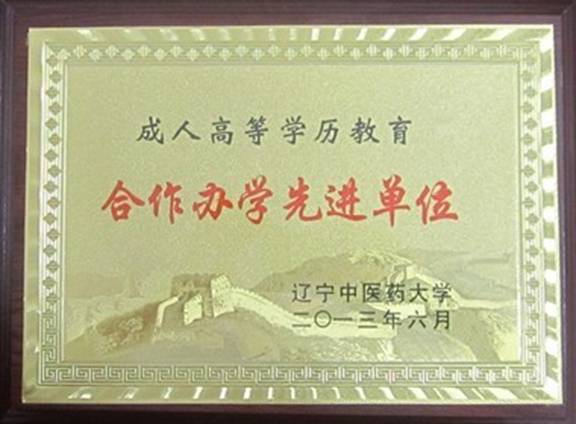 成人高等学历教育
合作办学先进单位
辽宁中医药大学
二〇一三年六月